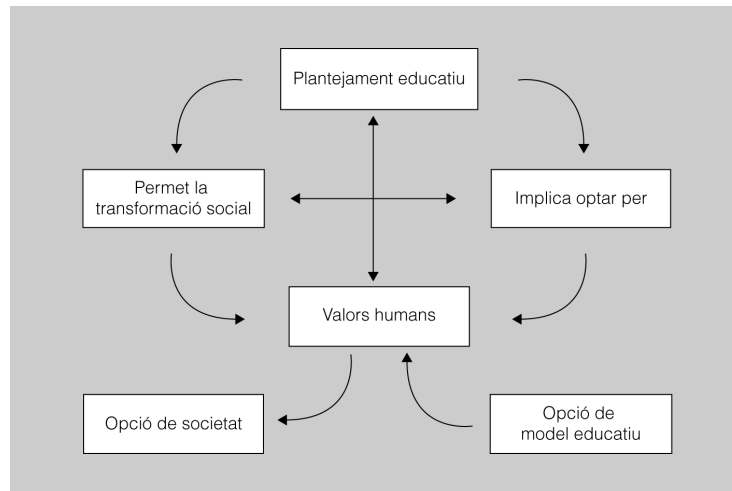 Plantejament educatiu
Permet la
transformació social
Implica optar per
Valors humans
Opció de societat
Opció de
model educatiu